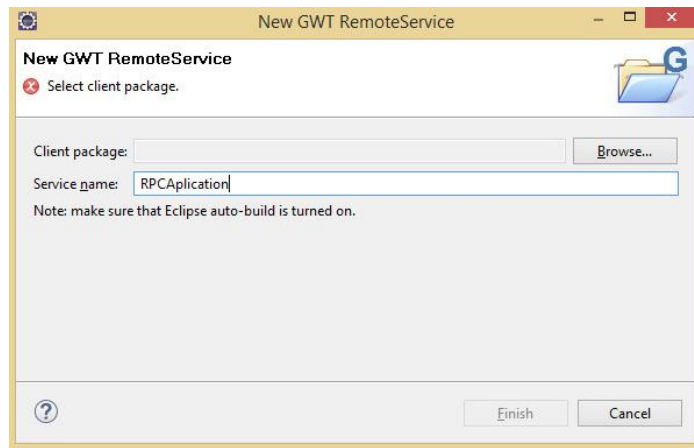 New GWT RemoteService
New GWT RemoteService
Select client package.
G
Client package:
Browse...
Service name: RPCAplication
Note: make sure that Eclipse auto-build is turned on.
?
Finish Cancel